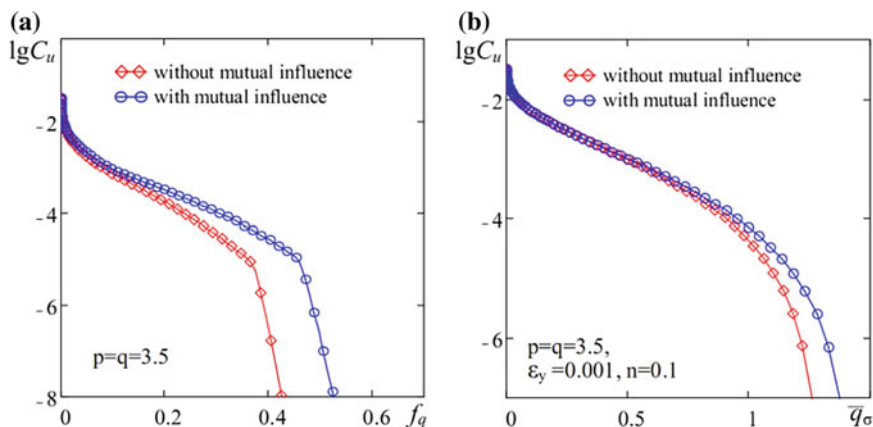 (a)
lgC_u
without mutual influence
with mutual influence
-2
-4
-6
-8
p=q=3.5
0 0.2 0.4 0.6 f_q
(b)
lgC_u
without mutual influence
with mutual influence
-2
-4
-6
p=q=3.5,
ε_y=0.001, n=0.1
0 0.5 1 q̅_σ